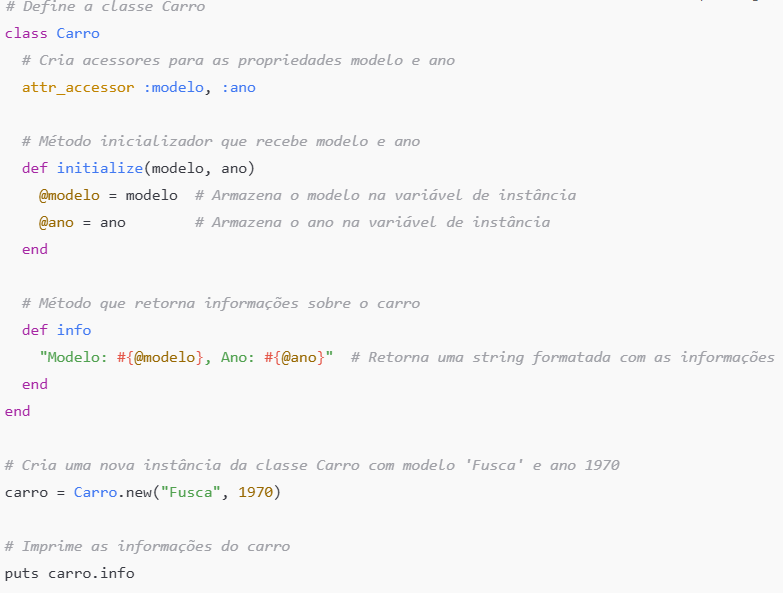 # Define a classe Carro
class Carro
  # Cria acessores para as propriedades modelo e ano
  attr_accessor :modelo, :ano

  # Método inicializador que recebe modelo e ano
  def initialize(modelo, ano)
    @modelo = modelo  # Armazena o modelo na variável de instância
    @ano = ano        # Armazena o ano na variável de instância
  end

  # Método que retorna informações sobre o carro
  def info
    "Modelo: #{@modelo}, Ano: #{@ano}"  # Retorna uma string formatada com as informações
  end
end

# Cria uma nova instância da classe Carro com modelo 'Fusca' e ano 1970
carro = Carro.new("Fusca", 1970)

# Imprime as informações do carro
puts carro.info